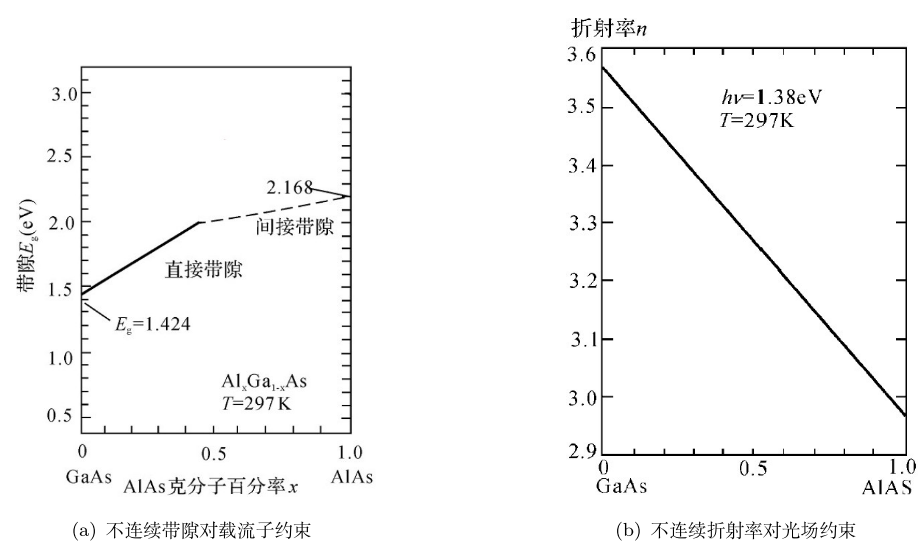 3.0
2.5
2.0
1.5
1.0
0.5
带隙Eg(eV)
2.168
间接带隙
直接带隙
Eg=1.424
AlxGa1-xAs
T=297K
0
0.5
1.0
GaAs
AlAs克分子百分率x
AlAs
(a) 不连续带隙对载流子约束
折射率n
3.6
3.5
3.4
3.3
3.2
3.1
3.0
2.9
hν=1.38eV
T=297K
0
0.5
1.0
GaAs
AlAS
(b) 不连续折射率对光场约束